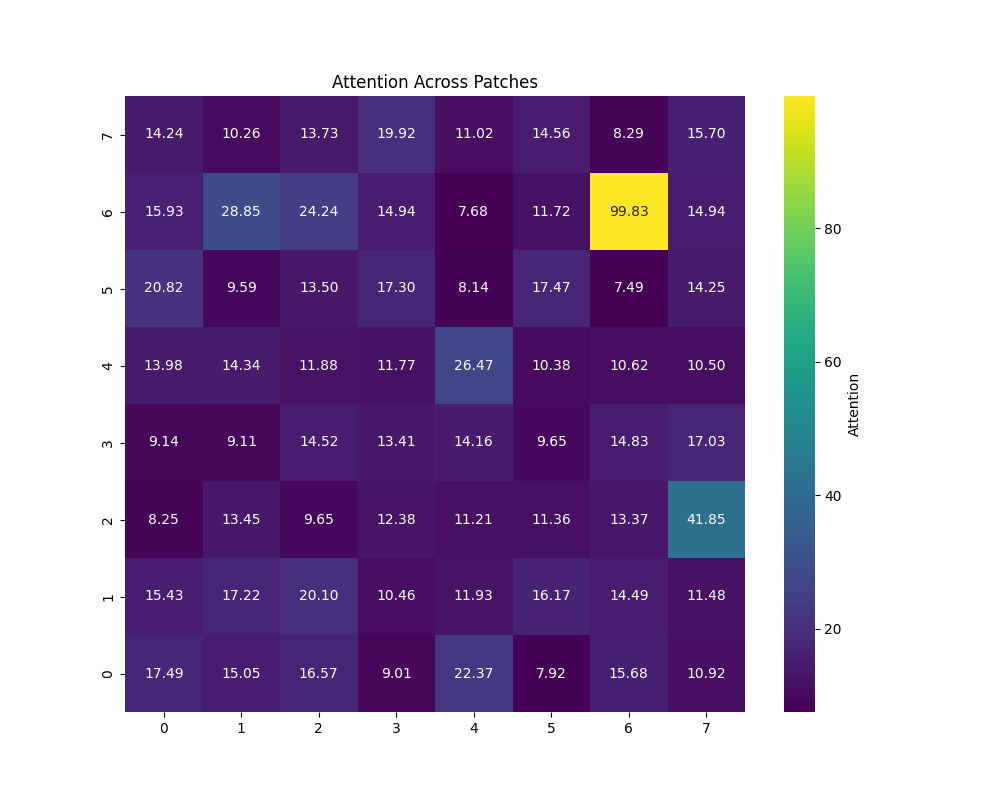 Attention Across Patches
7 14.24 10.26 13.73 19.92 11.02 14.56 8.29 15.70
6 15.93 28.85 24.24 14.94 7.68 11.72 99.83 14.94
80
5 20.82 9.59 13.50 17.30 8.14 17.47 7.49 14.25
60
4 13.98 14.34 11.88 11.77 26.47 10.38 10.62 10.50
Attention
3 9.14 9.11 14.52 13.41 14.16 9.65 14.83 17.03
40
2 8.25 13.45 9.65 12.38 11.21 11.36 13.37 41.85
1 15.43 17.22 20.10 10.46 11.93 16.17 14.49 11.48
20
0 17.49 15.05 16.57 9.01 22.37 7.92 15.68 10.92
0 1 2 3 4 5 6 7